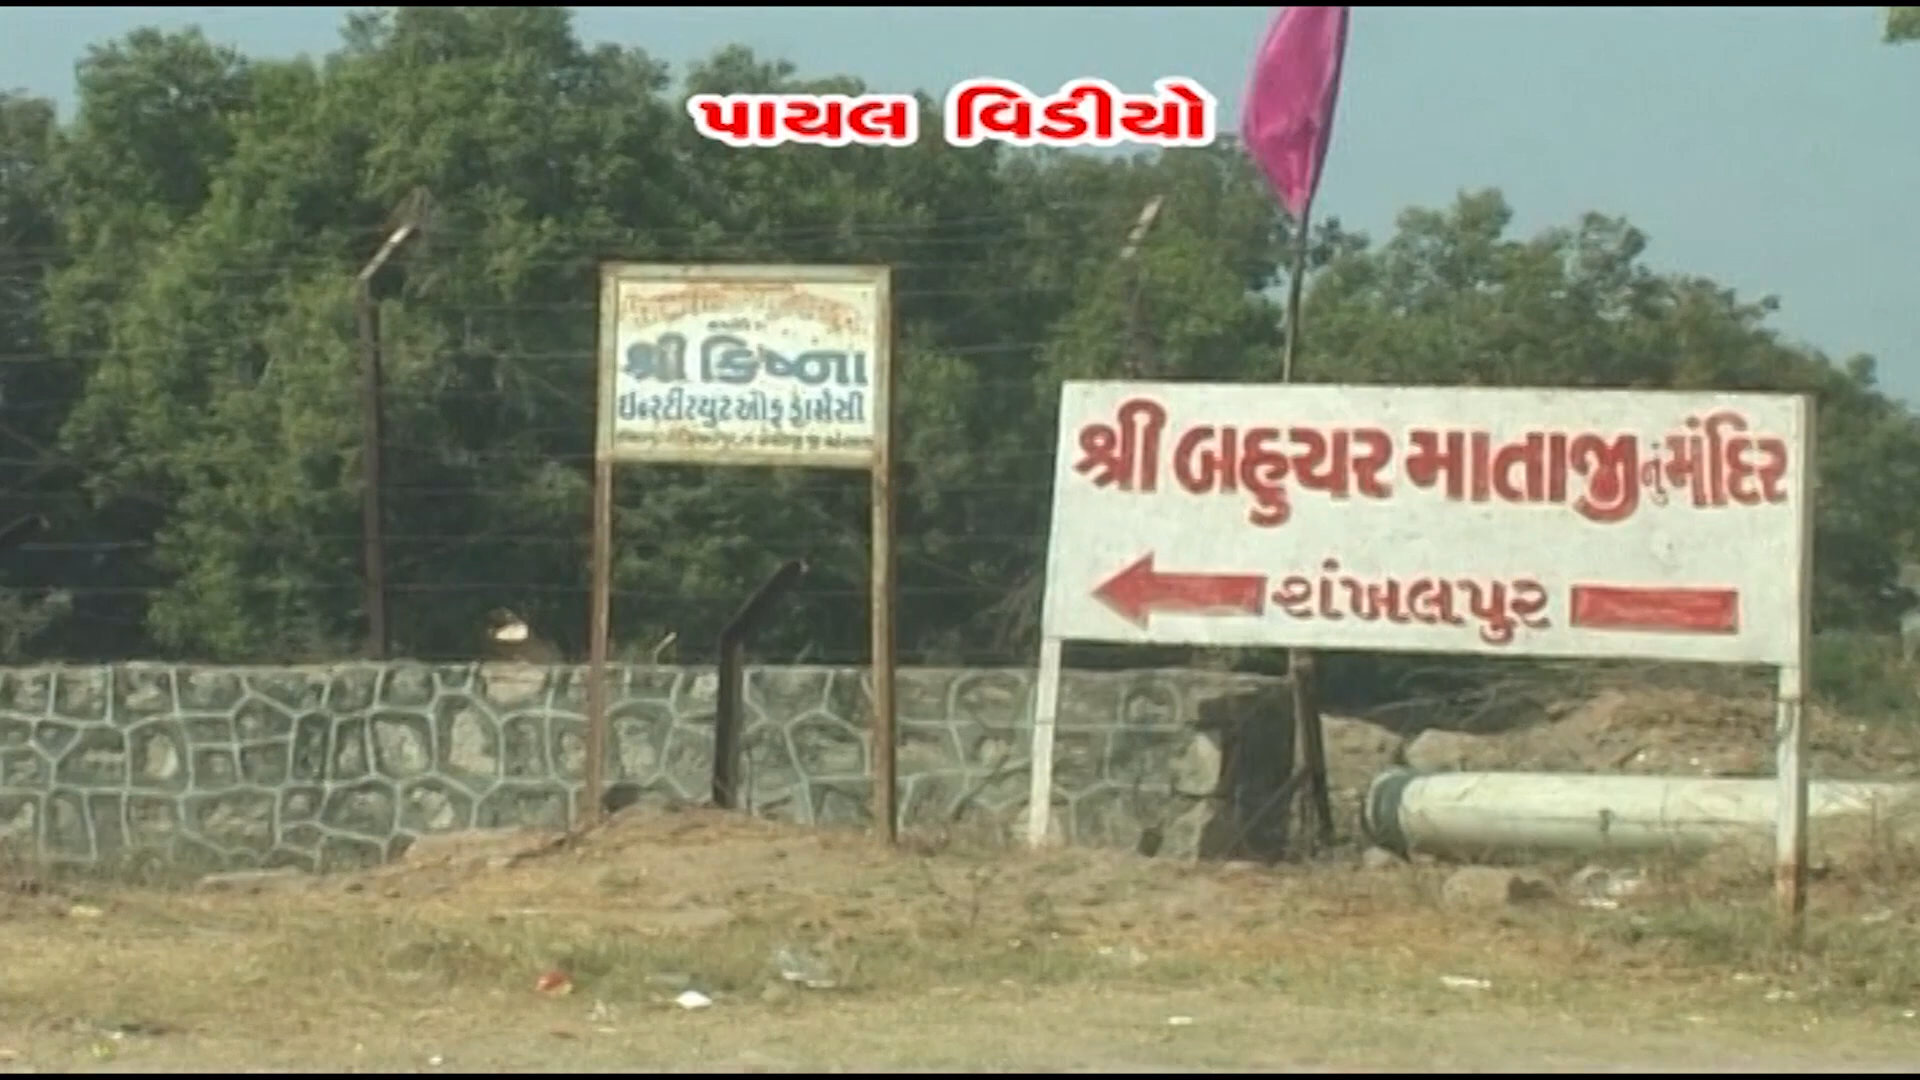 પાયલ વિડીયો
શ્રી ક્રિષ્ના
ઇન્સ્ટીટ્યુટ ઓફ ફાર્મસી
શ્રી બહુચર માતાજીનું મંદિર
શંખલપુર